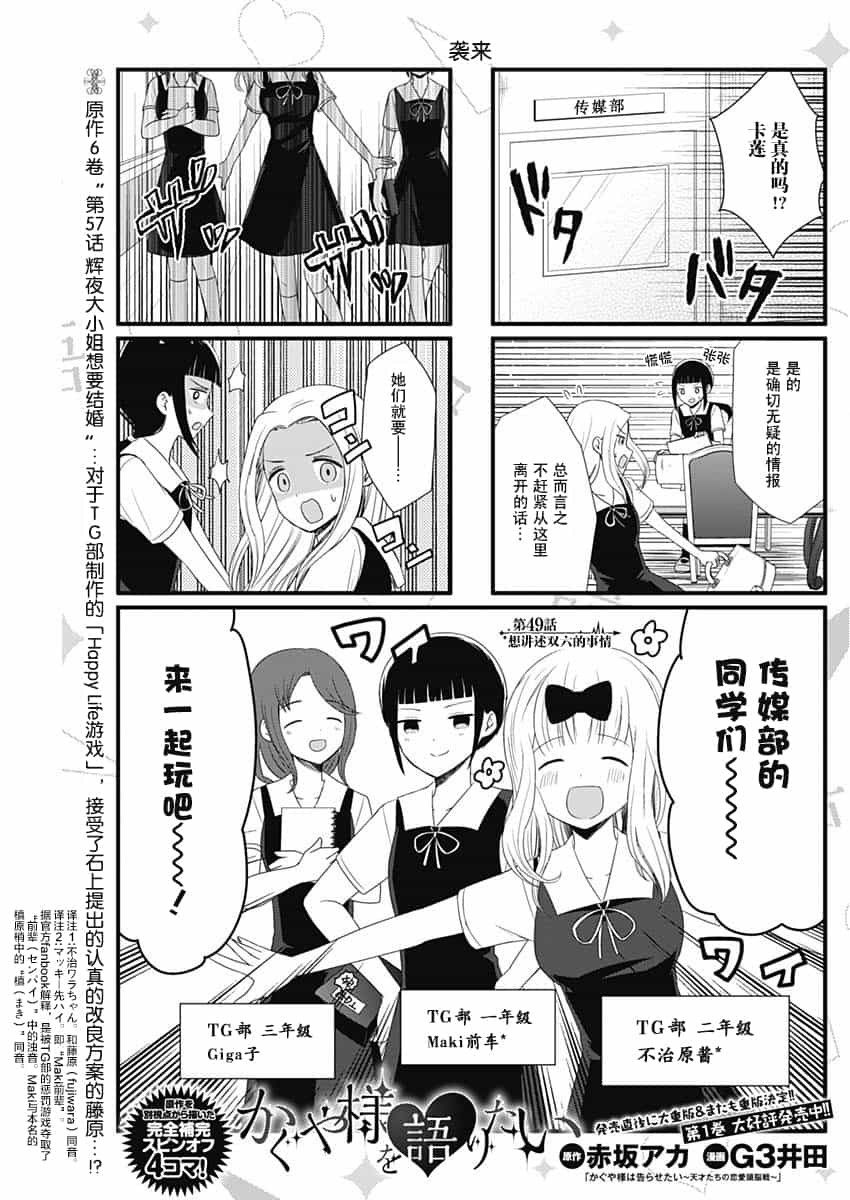 袭来
是真的吗!?
卡莲
传媒部
ドタ
ドタ
是的
是确切无疑的情报
慌慌
张张
总而言之
不赶紧从这里
离开的话…
她们就要——…
コンコン
コンコン
第49話
*想讲述双六的事情
传媒部的
同学们～～～
来一起玩吧～～～!
ワイ
ワイ
TG部 二年級
不治原醬*
TG部 一年級
Maki前车*
TG部 三年級
Giga子
原作6卷“第57话 辉夜大小姐想要结婚”…对于TG部制作的「Happy Life游戏」，接受了石上提出的认真的改良方案的藤原…!?
译注1:不治ワラちゃん。和藤原（fujiwara）同音。
译注2:マッキー先ハイ。即“Maki前辈”。
据官方fanbook解释，是被TG部的惩罚游戏夺取了
“前辈（センパイ）”中的浊音。Maki与本名的
槙原梢中的“槙（まき）”同音。
原作を
別視点から描いた
完全補完
スピンオフ
4コマ!
かぐや様を語りたい
発売直後に大重版&またも重版決定!!
第1巻 大好評発売中!!
原作 赤坂アカ 漫画 G3井田
「かぐや様は告らせたい～天才たちの恋愛頭脳戦～」